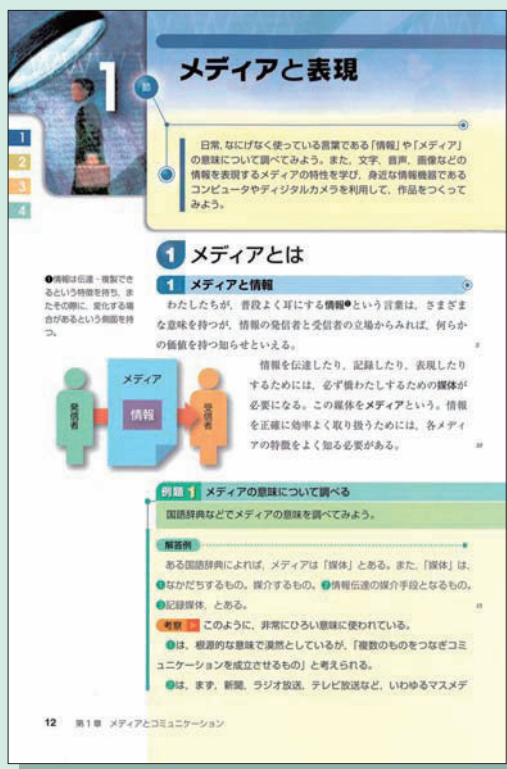 1
節
メディアと表現
日常,なにげなく使っている言葉である「情報」や「メディア」
の意味について調べてみよう。また,文字,音声,画像などの
情報を表現するメディアの特性を学び,身近な情報機器である
コンピュータやディジタルカメラを利用して,作品をつくって
みよう。
1
2
3
4
1 メディアとは
1 メディアと情報
❶情報は伝達・複製でき
るという特徴を持ち,ま
たその際に,変化する場
合があるという側面を持
つ。
わたしたちが,普段よく耳にする情報❶という言葉は,さまざま
な意味を持つが,情報の発信者と受信者の立場からみれば,何らか
の価値を持つ知らせといえる。
5
情報を伝達したり,記録したり,表現したり
するためには,必ず橋わたしするための媒体が
必要になる。この媒体をメディアという。情報
を正確に効率よく取り扱うためには,各メディ
アの特徴をよく知る必要がある。
10
発信者
メディア
情報
受信者
例題 1 メディアの意味について調べる
国語辞典などでメディアの意味を調べてみよう。
解答例
ある国語辞典によれば,メディアは「媒体」とある。また,「媒体」は,
❶なかだちするもの。媒介するもの。❷情報伝達の媒介手段となるもの。
❸記録媒体,とある。
15
考察 このように,非常にひろい意味に使われている。
❶は,根源的な意味で漠然としているが,「複数のものをつなぎコミ
ュニケーションを成立させるもの」と考えられる。
❷は,まず,新聞,ラジオ放送,テレビ放送など,いわゆるマスメデ
12 第1章 メディアとコミュニケーション